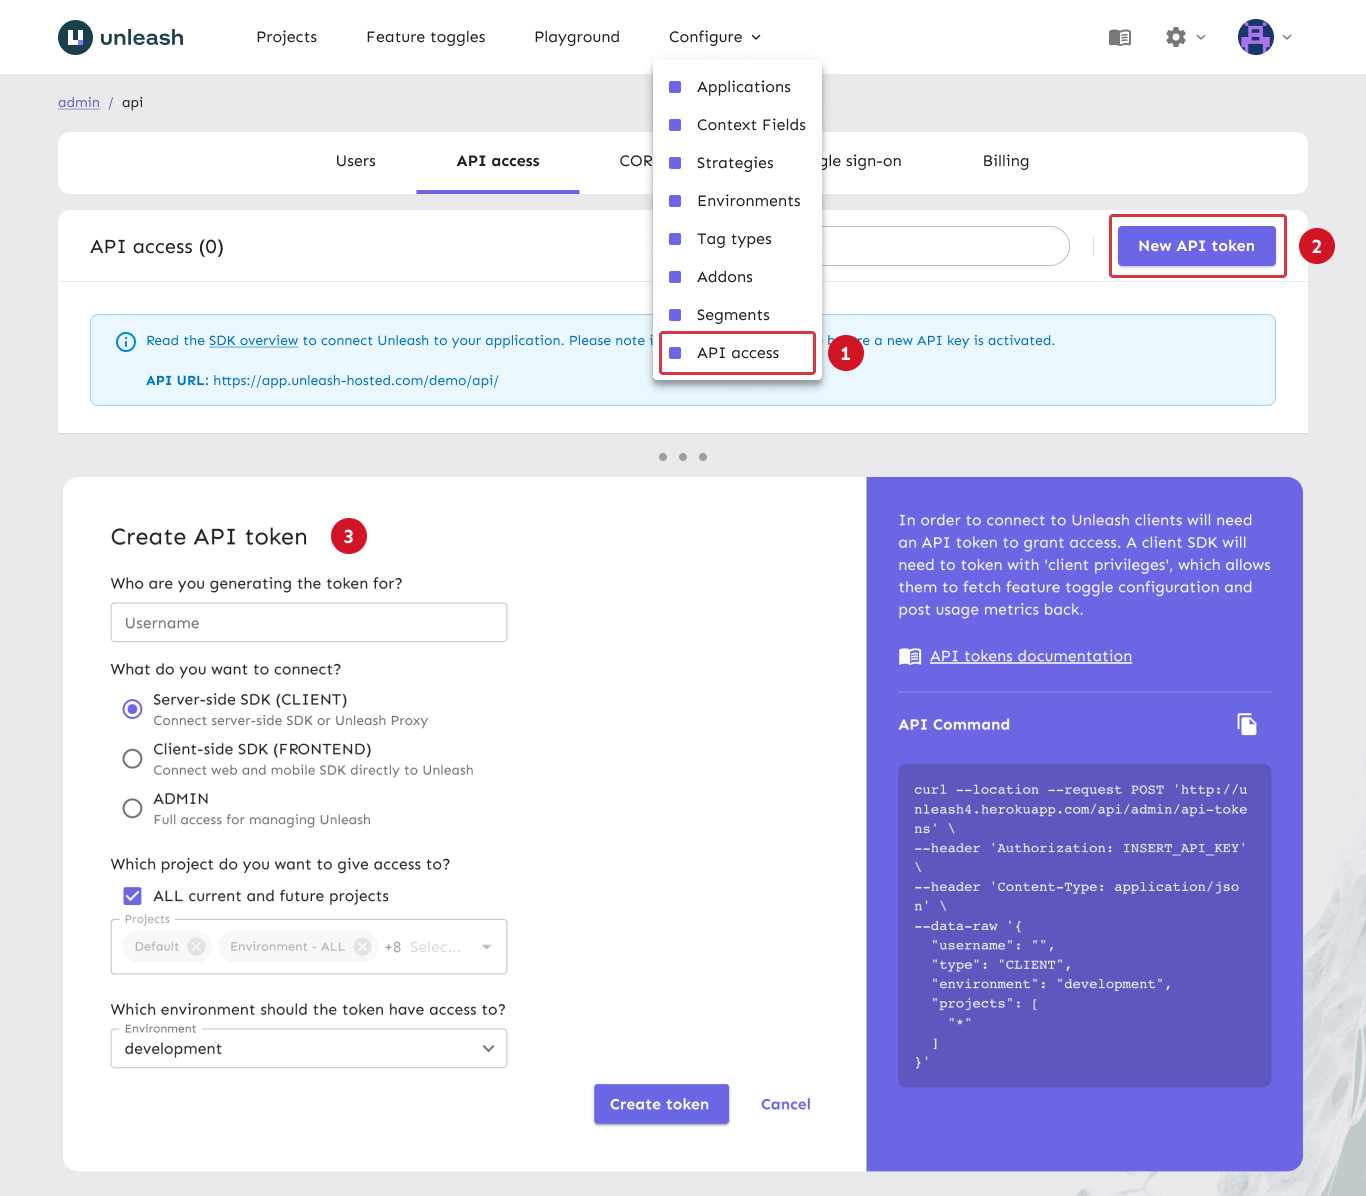 unleash
Projects
Feature toggles
Playground
Configure
admin / api
Applications
Context Fields
Strategies
Environments
Tag types
Addons
Segments
API access
1
Users
API access
COR
gle sign-on
Billing
API access (0)
New API token
2
Read the SDK overview to connect Unleash to your application. Please note i
e a new API key is activated.
API URL: https://app.unleash-hosted.com/demo/api/
Create API token
3
Who are you generating the token for?
Username
What do you want to connect?
Server-side SDK (CLIENT)
Connect server-side SDK or Unleash Proxy
Client-side SDK (FRONTEND)
Connect web and mobile SDK directly to Unleash
ADMIN
Full access for managing Unleash
Which project do you want to give access to?
ALL current and future projects
Projects
Default
Environment - ALL
+8
Selec...
Which environment should the token have access to?
Environment
development
Create token
Cancel
In order to connect to Unleash clients will need
an API token to grant access. A client SDK will
need to token with 'client privileges', which allows
them to fetch feature toggle configuration and
post usage metrics back.
API tokens documentation
API Command
curl --location --request POST 'http://u
nleash4.herokuapp.com/api/admin/api-toke
ns' \
--header 'Authorization: INSERT_API_KEY'
\
--header 'Content-Type: application/jso
n' \
--data-raw '{
"username": "",
"type": "CLIENT",
"environment": "development",
"projects": [
"*"
]
}'